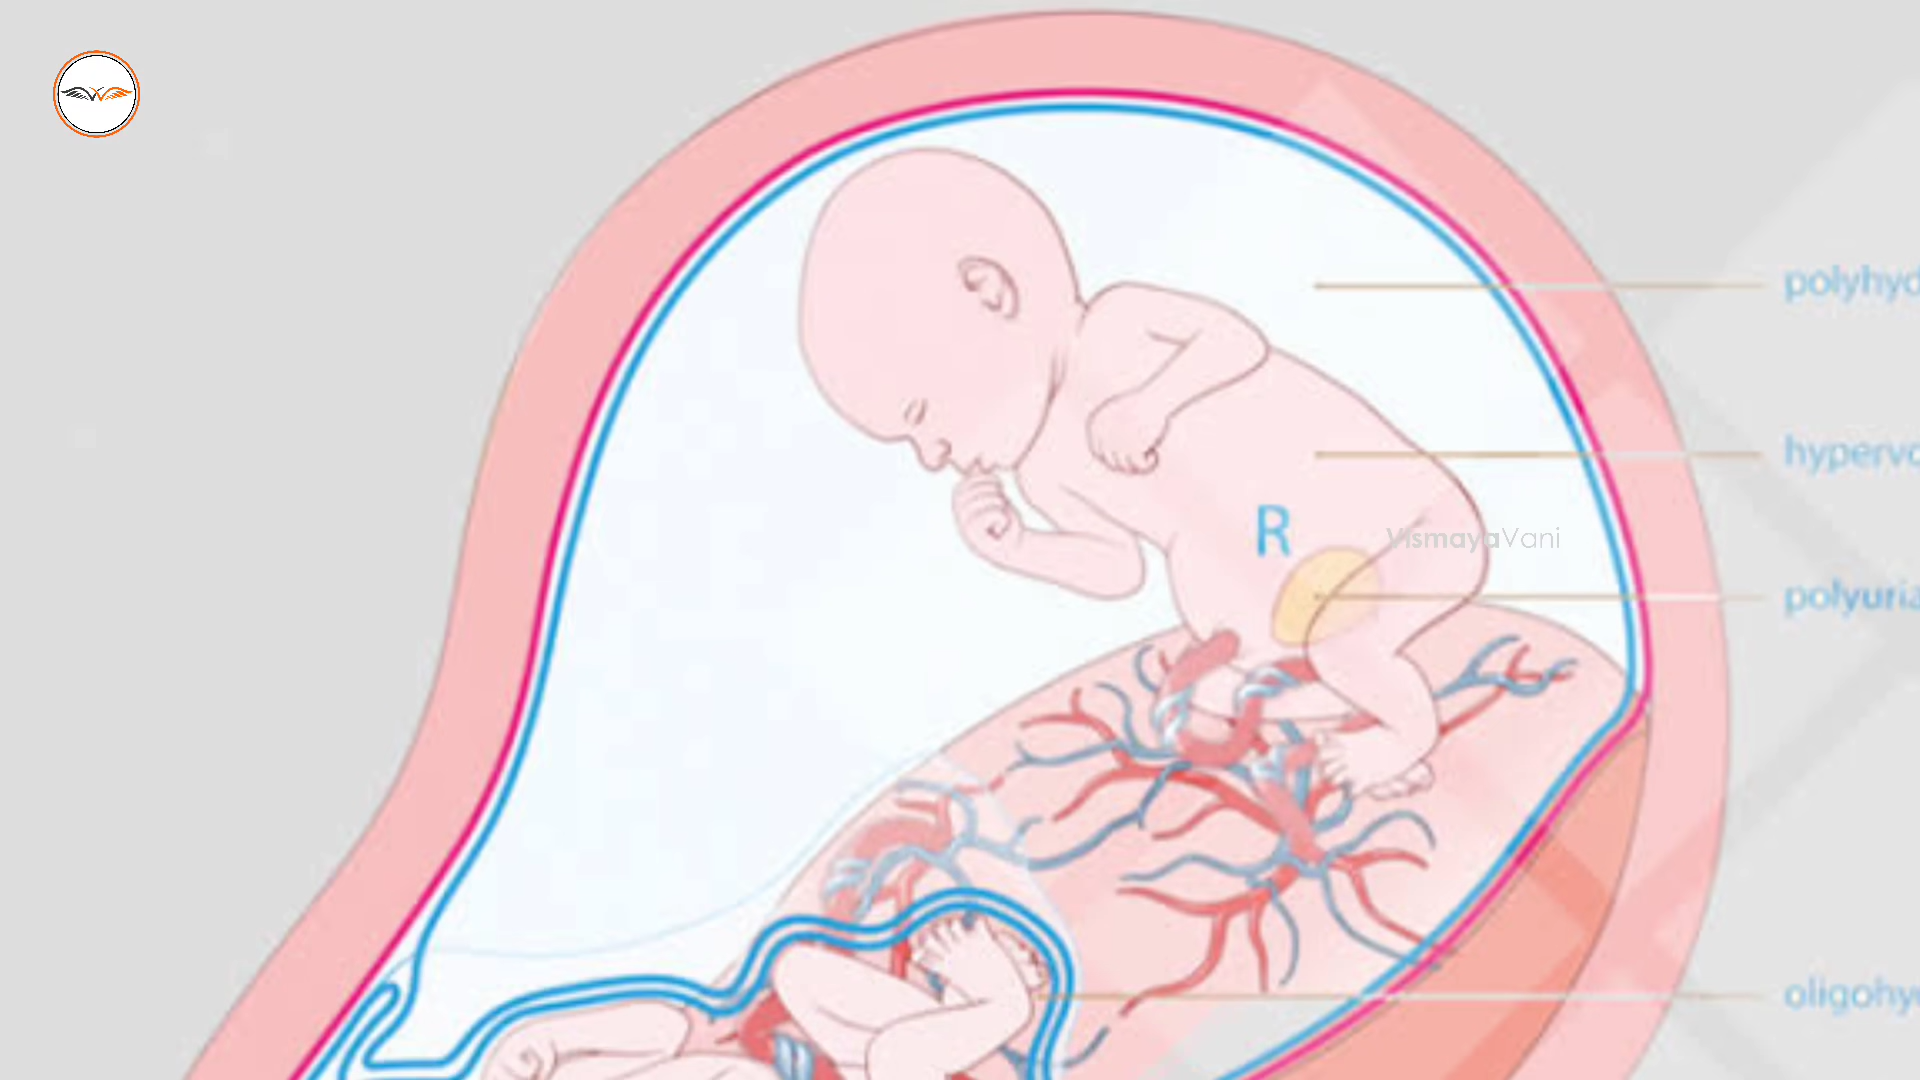 polyhyd
hypervo
R
VismayaVani
polyuria
oligohy